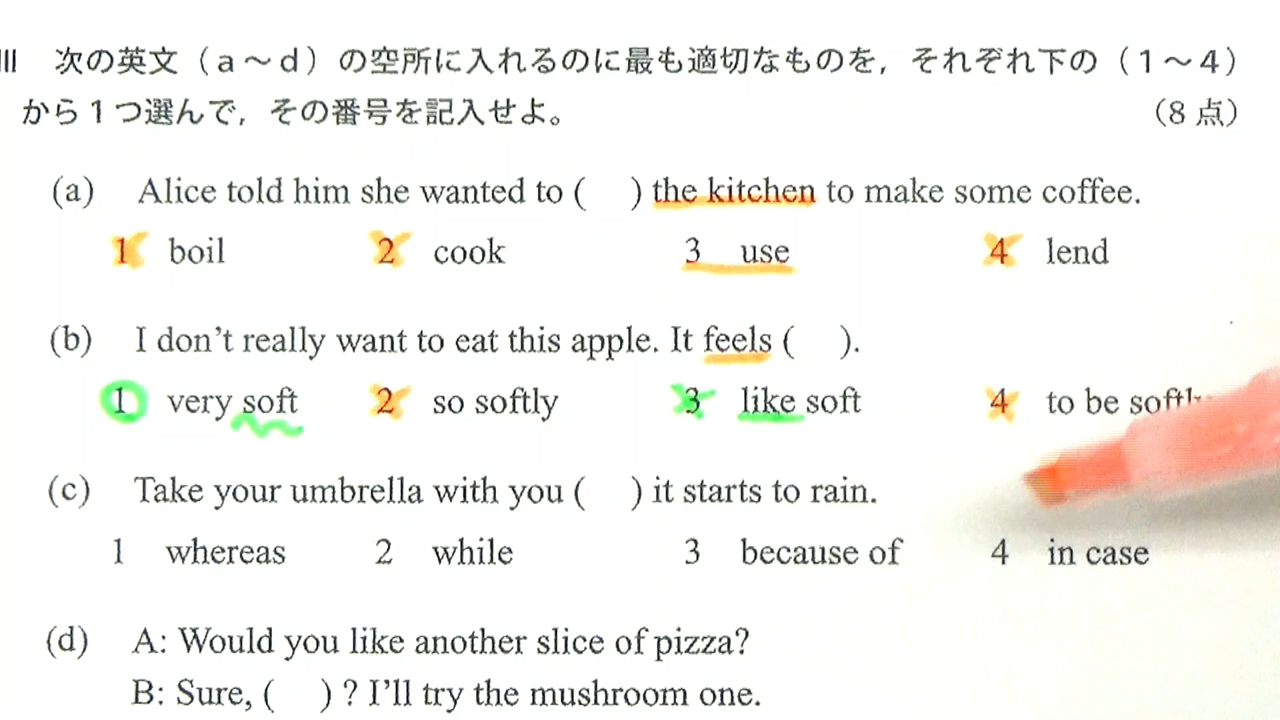 III 次の英文（a～d）の空所に入れるのに最も適切なものを，それぞれ下の（1～4）
から1つ選んで，その番号を記入せよ。 （8 点）
(a) Alice told him she wanted to ( ) the kitchen to make some coffee.
1 boil 2 cook 3 use 4 lend
(b) I don't really want to eat this apple. It feels ( ).
1 very soft 2 so softly 3 like soft 4 to be
(c) Take your umbrella with you ( ) it starts to rain.
1 whereas 2 while 3 because of 4 in case
(d) A: Would you like another slice of pizza?
B: Sure, ( ) ? I'll try the mushroom one.